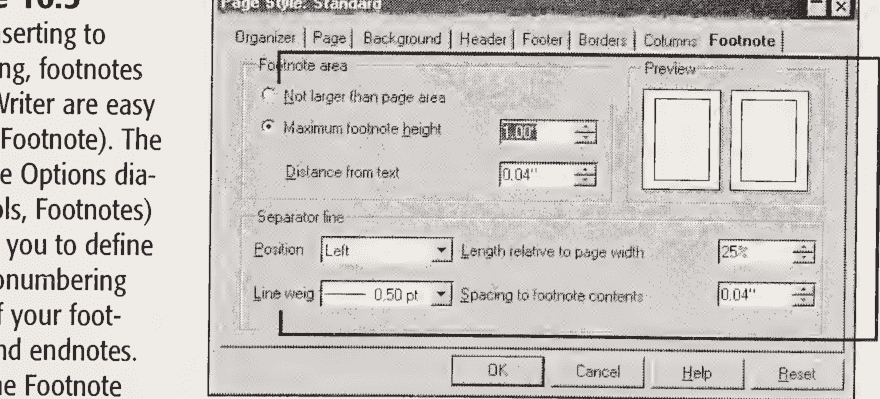 e 16.5
serting to
ng, footnotes
Writer are easy
Footnote). The
e Options dia-
ols, Footnotes)
you to define
onumbering
f your foot-
nd endnotes.
ne Footnote
Page Style: Standard
Organizer Page Background Header Footer Borders Columns Footnote
Footnote area
Not larger than page area
Maximum footnote height 1.00"
Distance from text 0.04"
Preview
Separator line
Position Left Length relative to page width 25%
Line weig 0.50 pt Spacing to footnote contents 0.04"
OK Cancel Help Reset